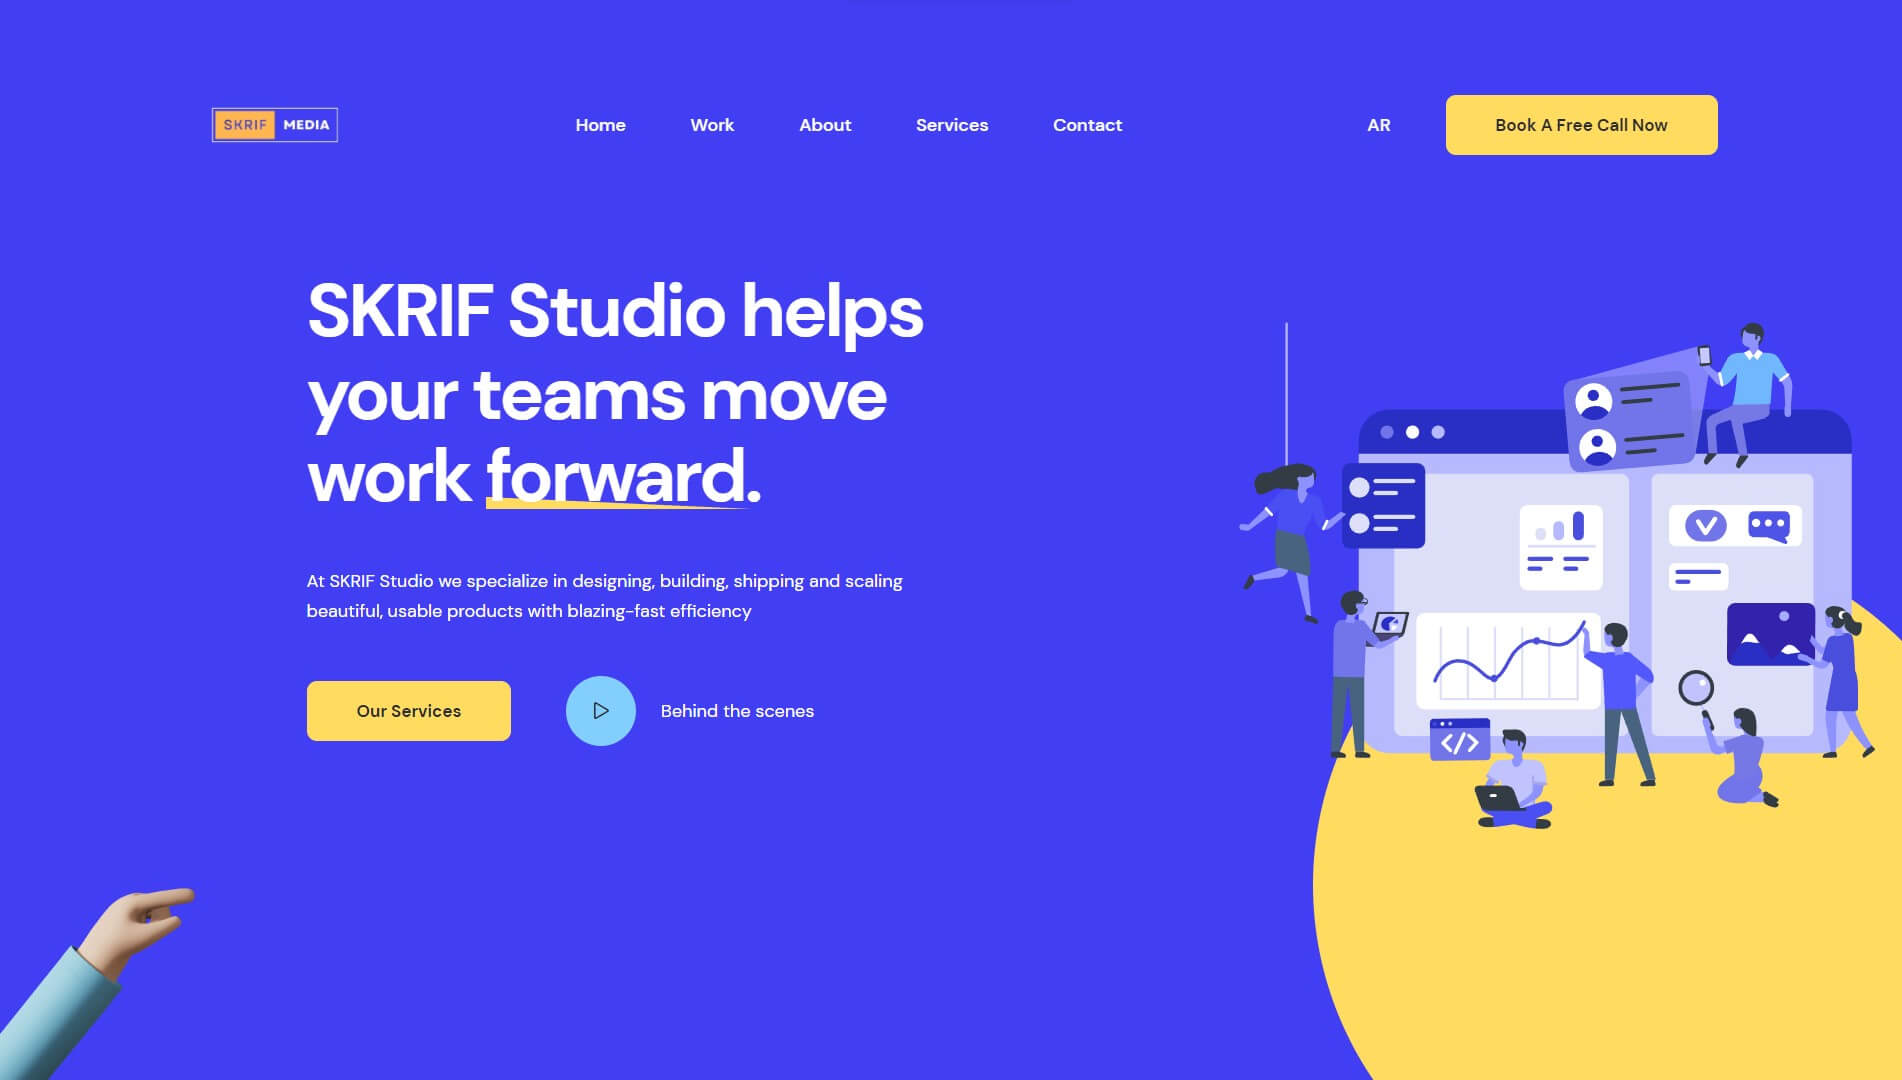 SKRIF MEDIA
Home
Work
About
Services
Contact
AR
Book A Free Call Now
SKRIF Studio helps
your teams move
work forward.
At SKRIF Studio we specialize in designing, building, shipping and scaling
beautiful, usable products with blazing-fast efficiency
Our Services
Behind the scenes